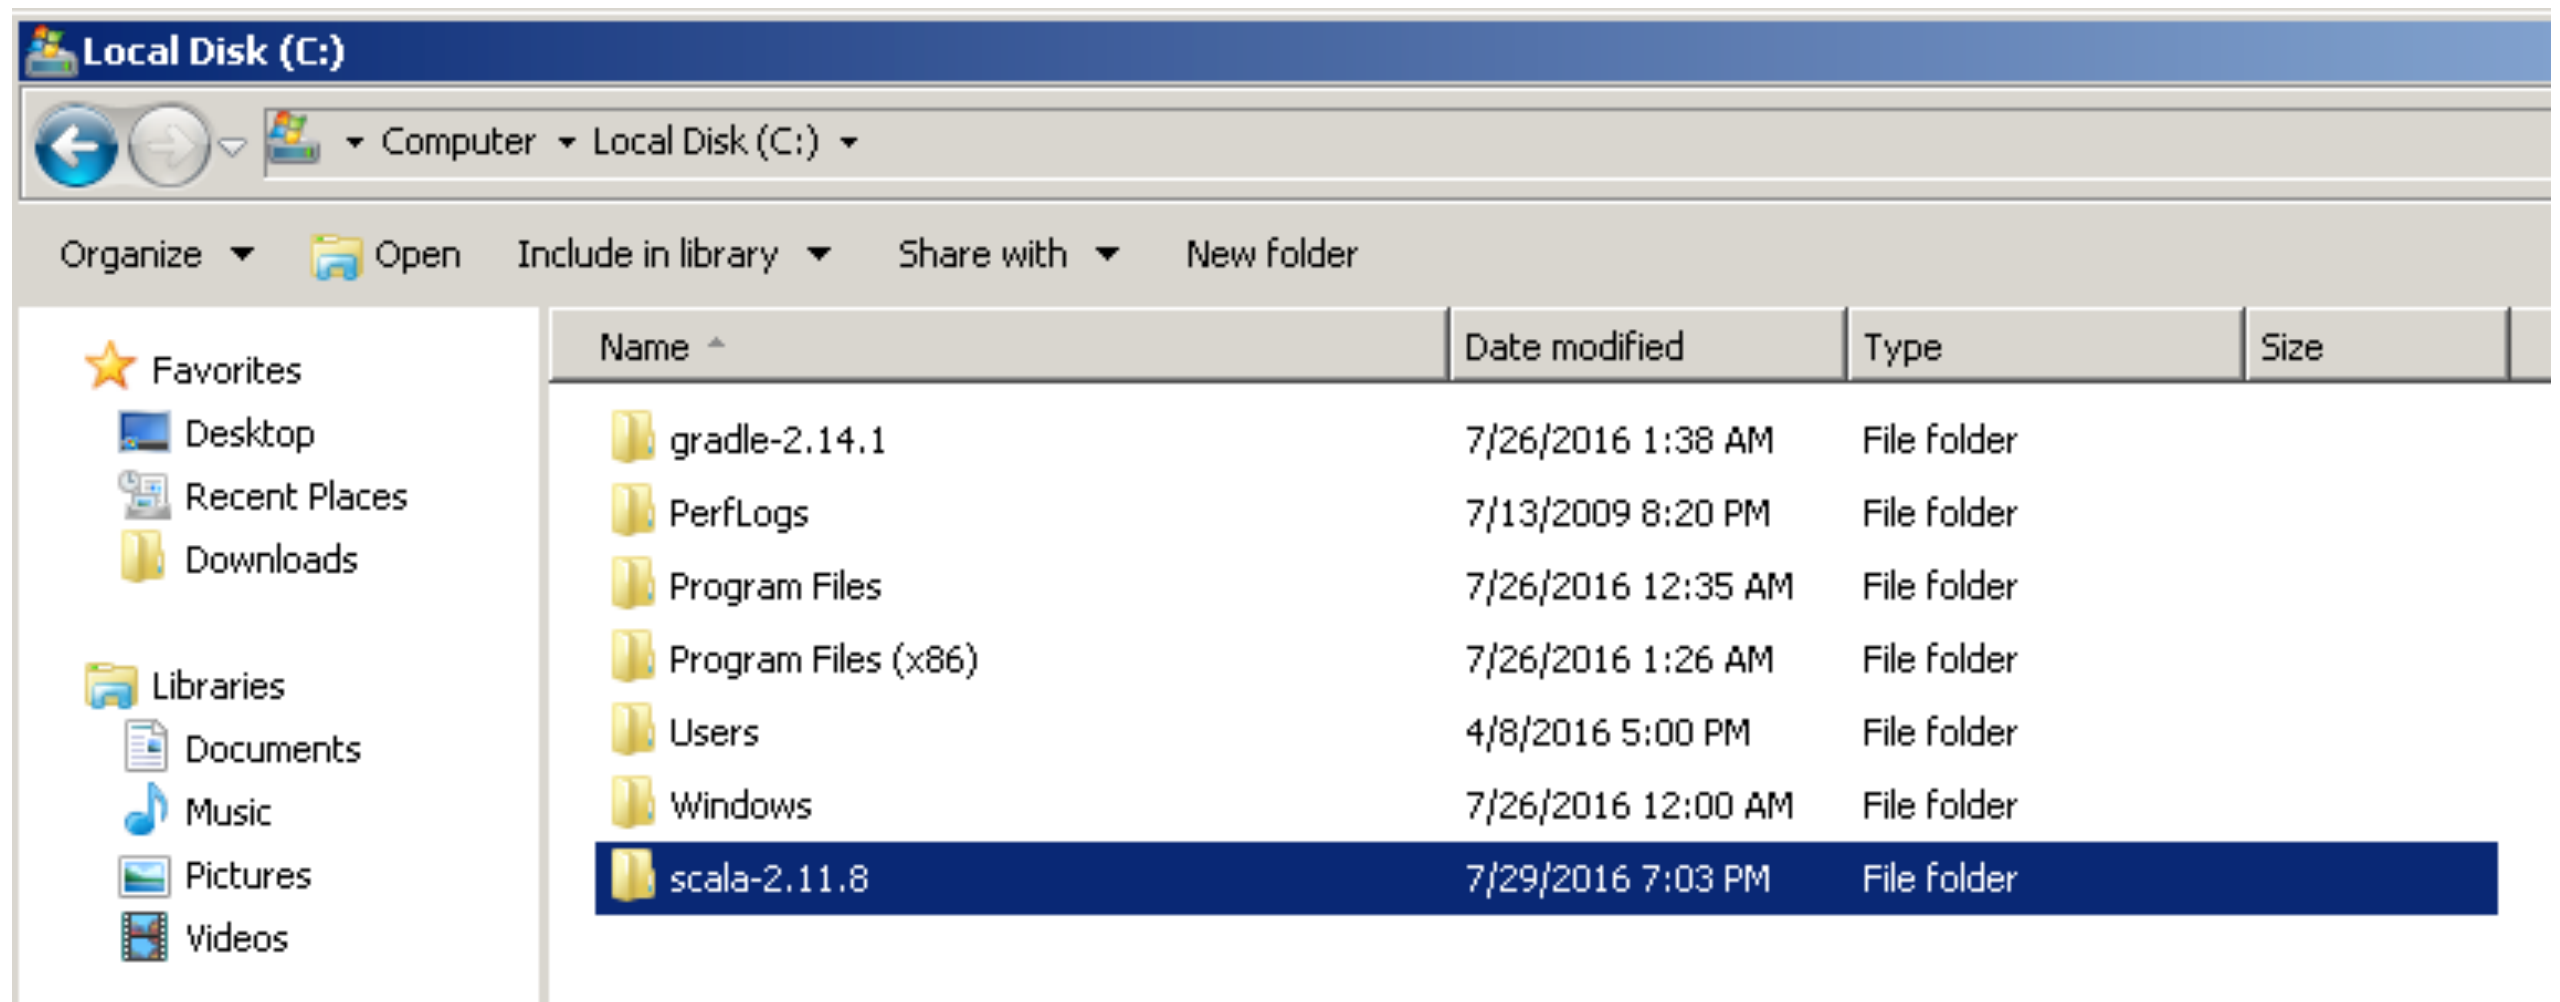 Local Disk (C:)
Computer Local Disk (C:)
Organize Open Include in library Share with New folder
Name Date modified Type Size
Favorites
Desktop
Recent Places
Downloads
Libraries
Documents
Music
Pictures
Videos
gradle-2.14.1 7/26/2016 1:38 AM File folder
PerfLogs 7/13/2009 8:20 PM File folder
Program Files 7/26/2016 12:35 AM File folder
Program Files (x86) 7/26/2016 1:26 AM File folder
Users 4/8/2016 5:00 PM File folder
Windows 7/26/2016 12:00 AM File folder
scala-2.11.8 7/29/2016 7:03 PM File folder